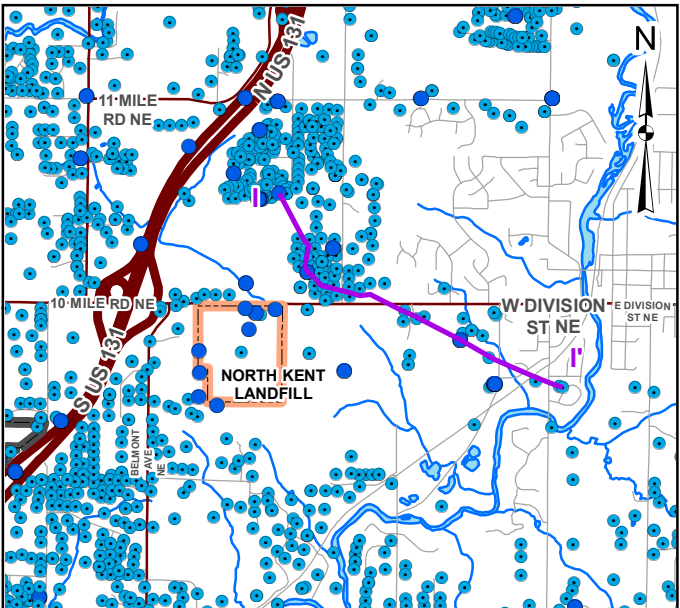 N
N US 131
11 MILE
RD NE
I
10 MILE RD NE
W DIVISION
ST NE
E DIVISION
ST NE
S US 131
I'
NORTH KENT
LANDFILL
BELMONT
AVE
NE